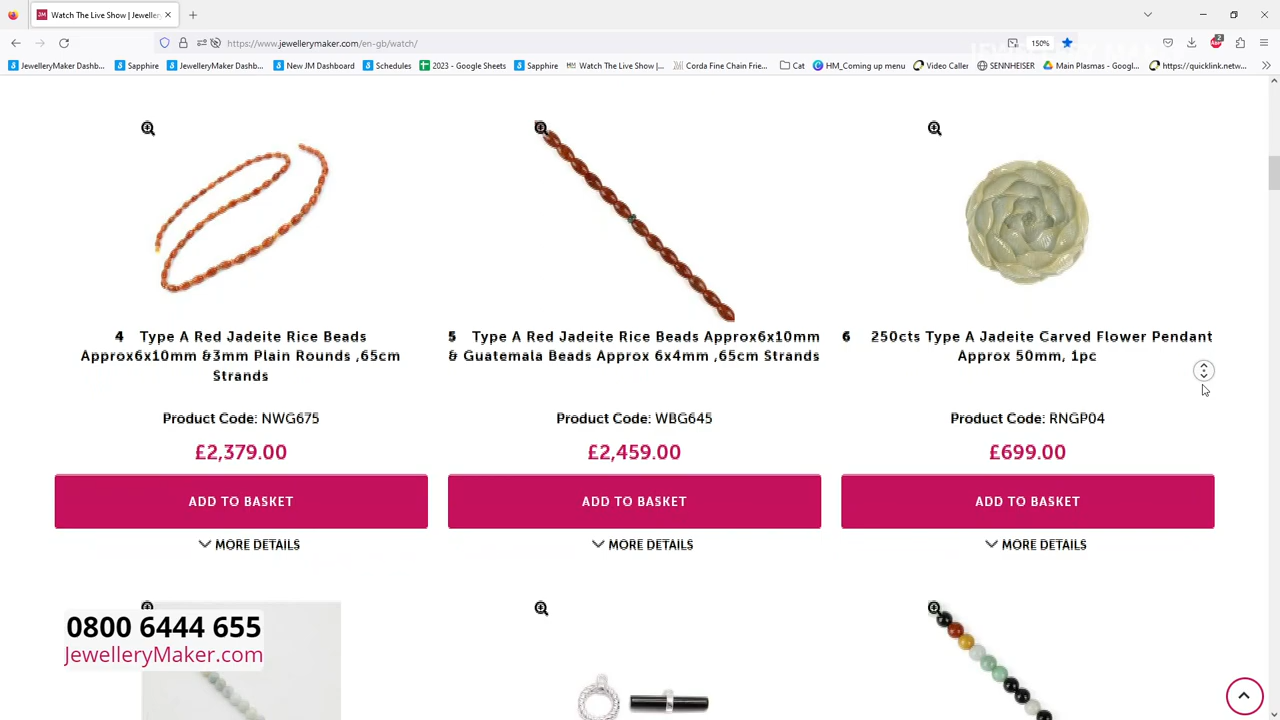 Watch The Live Show | Jeweller
https://www.jewellerymaker.com/en-gb/watch/
150%
2
JewelleryMaker Dashb...
Sapphire
JewelleryMaker Dashb...
New JM Dashboard
Schedules
2023 - Google Sheets
Sapphire
Watch The Live Show |...
Corda Fine Chain Frie...
Cat
HM_Coming up menu
Video Caller
SENNHEISER
Main Plasmas - Googl...
https://quicklink.netw...
4 Type A Red Jadeite Rice Beads
Approx6x10mm &3mm Plain Rounds ,65cm
Strands
Product Code: NWG675
£2,379.00
ADD TO BASKET
MORE DETAILS
5 Type A Red Jadeite Rice Beads Approx6x10mm
& Guatemala Beads Approx 6x4mm ,65cm Strands
Product Code: WBG645
£2,459.00
ADD TO BASKET
MORE DETAILS
6 250cts Type A Jadeite Carved Flower Pendant
Approx 50mm, 1pc
Product Code: RNGP04
£699.00
ADD TO BASKET
MORE DETAILS
0800 6444 655
JewelleryMaker.com